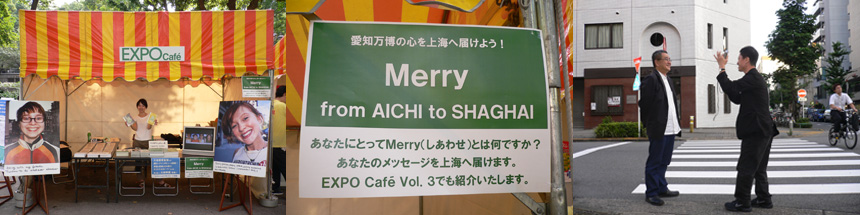 EXPO Café
愛知万博の心を上海へ届けよう！
Merry
from AICHI to SHAGHAI
あなたにとってMerry(しあわせ)とは何ですか？
あなたのメッセージを上海へ届けます。
EXPO Café Vol. 3でも紹介いたします。